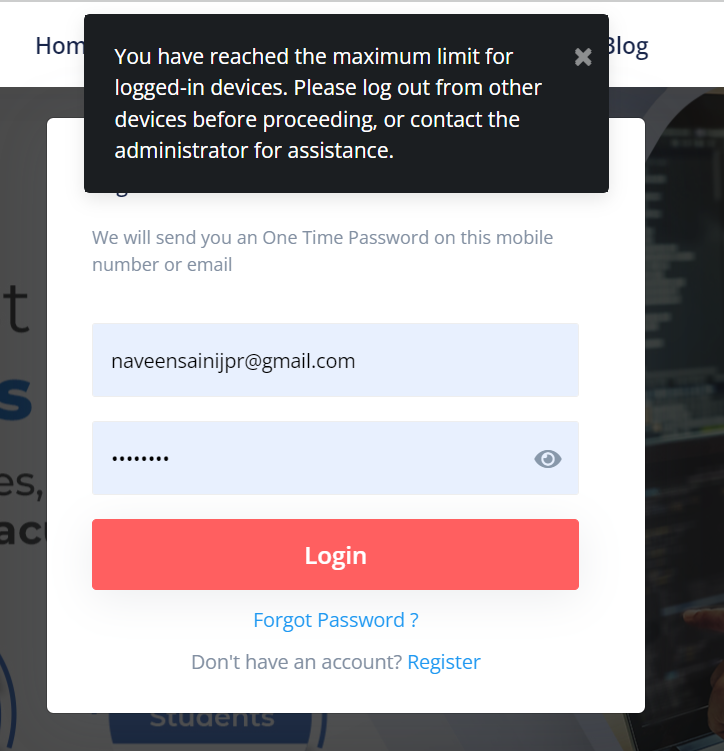 Hom
Blog
You have reached the maximum limit for
logged-in devices. Please log out from other
devices before proceeding, or contact the
administrator for assistance.
We will send you an One Time Password on this mobile
number or email
t
naveensainijpr@gmail.com
s
••••••••
es,
acu
Login
Forgot Password ?
Don't have an account? Register
Students